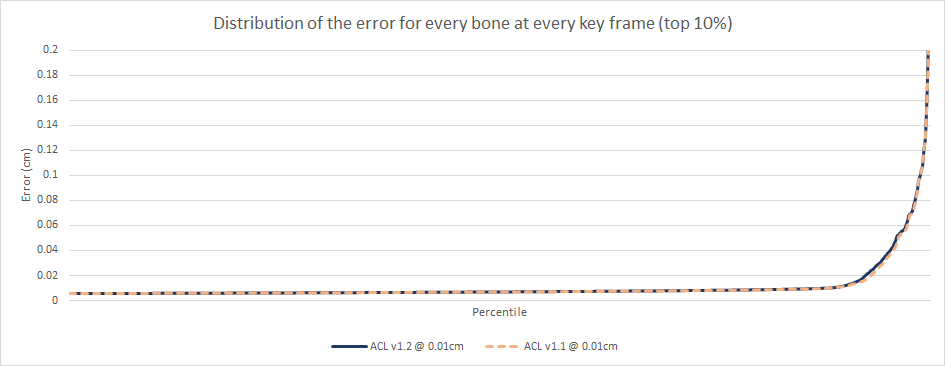 Distribution of the error for every bone at every key frame (top 10%)
0.2
0.18
0.16
0.14
0.12
0.1
0.08
0.06
0.04
0.02
0
Error (cm)
Percentile
ACL v1.2 @ 0.01cm
ACL v1.1 @ 0.01cm